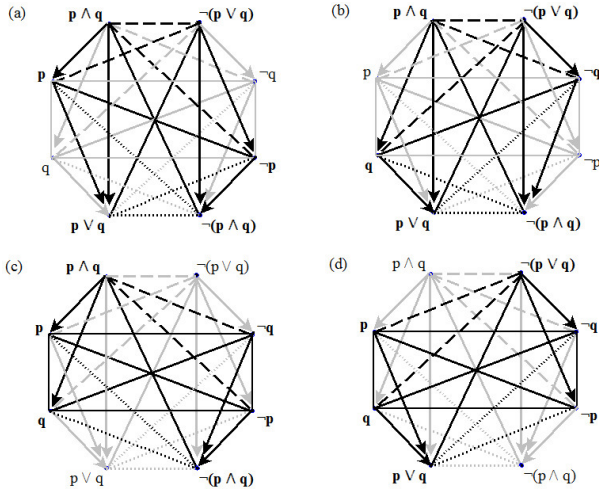 (a) p ∧ q ¬(p ∨ q)
p ¬q
q ¬p
p ∨ q ¬(p ∧ q)
(b) p ∧ q ¬(p ∨ q)
p ¬q
q ¬p
p ∨ q ¬(p ∧ q)
(c) p ∧ q ¬(p ∨ q)
p ¬q
q ¬p
p ∨ q ¬(p ∧ q)
(d) p ∧ q ¬(p ∨ q)
p ¬q
q ¬p
p ∨ q ¬(p ∧ q)